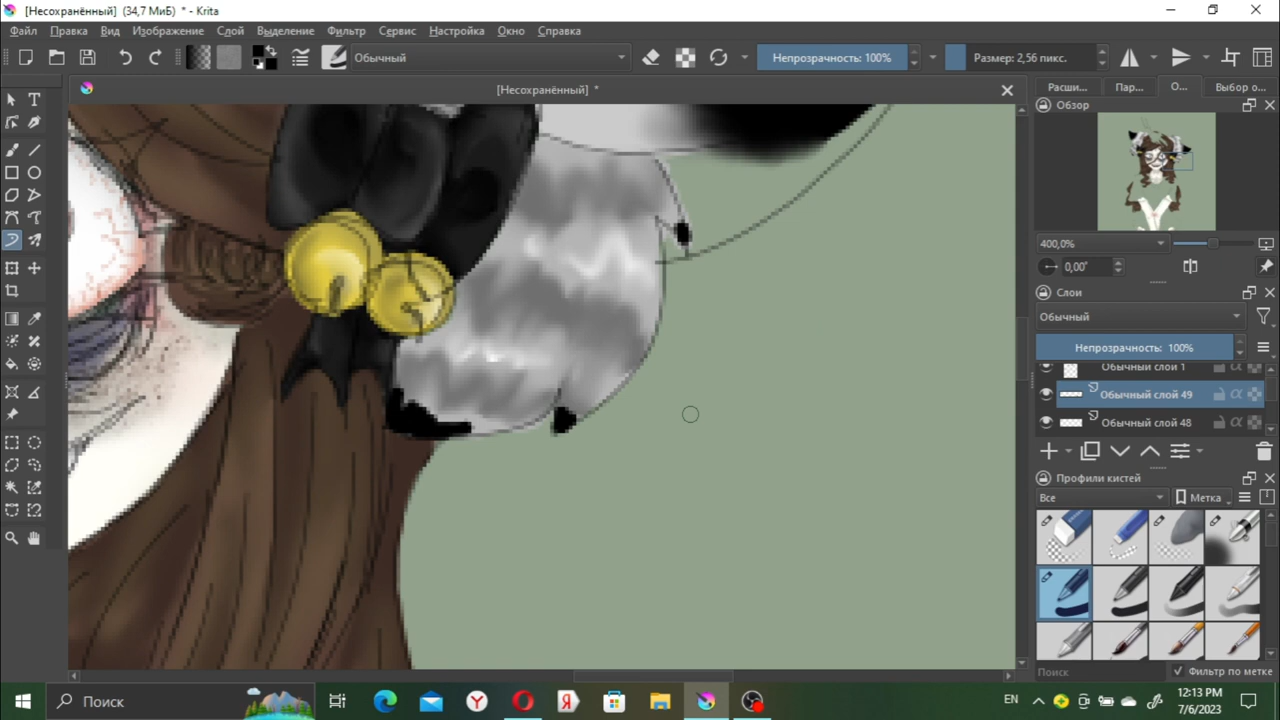 [Несохранённый] (34,7 МиБ) * - Krita
Файл Правка Вид Изображение Слой Выделение Фильтр Сервис Настройка Окно Справка
Обычный
Непрозрачность: 100%
Размер: 2,56 пикс.
[Несохранённый] *
Расши... Пар... О... Выбор о...
Обзор
400,0%
0,00°
Слои
Обычный
Непрозрачность: 100%
Обычный слой 1
Обычный слой 49
Обычный слой 48
Профили кистей
Все
Метка
Поиск
Фильтр по метке
Поиск
EN
12:13 PM
7/6/2023